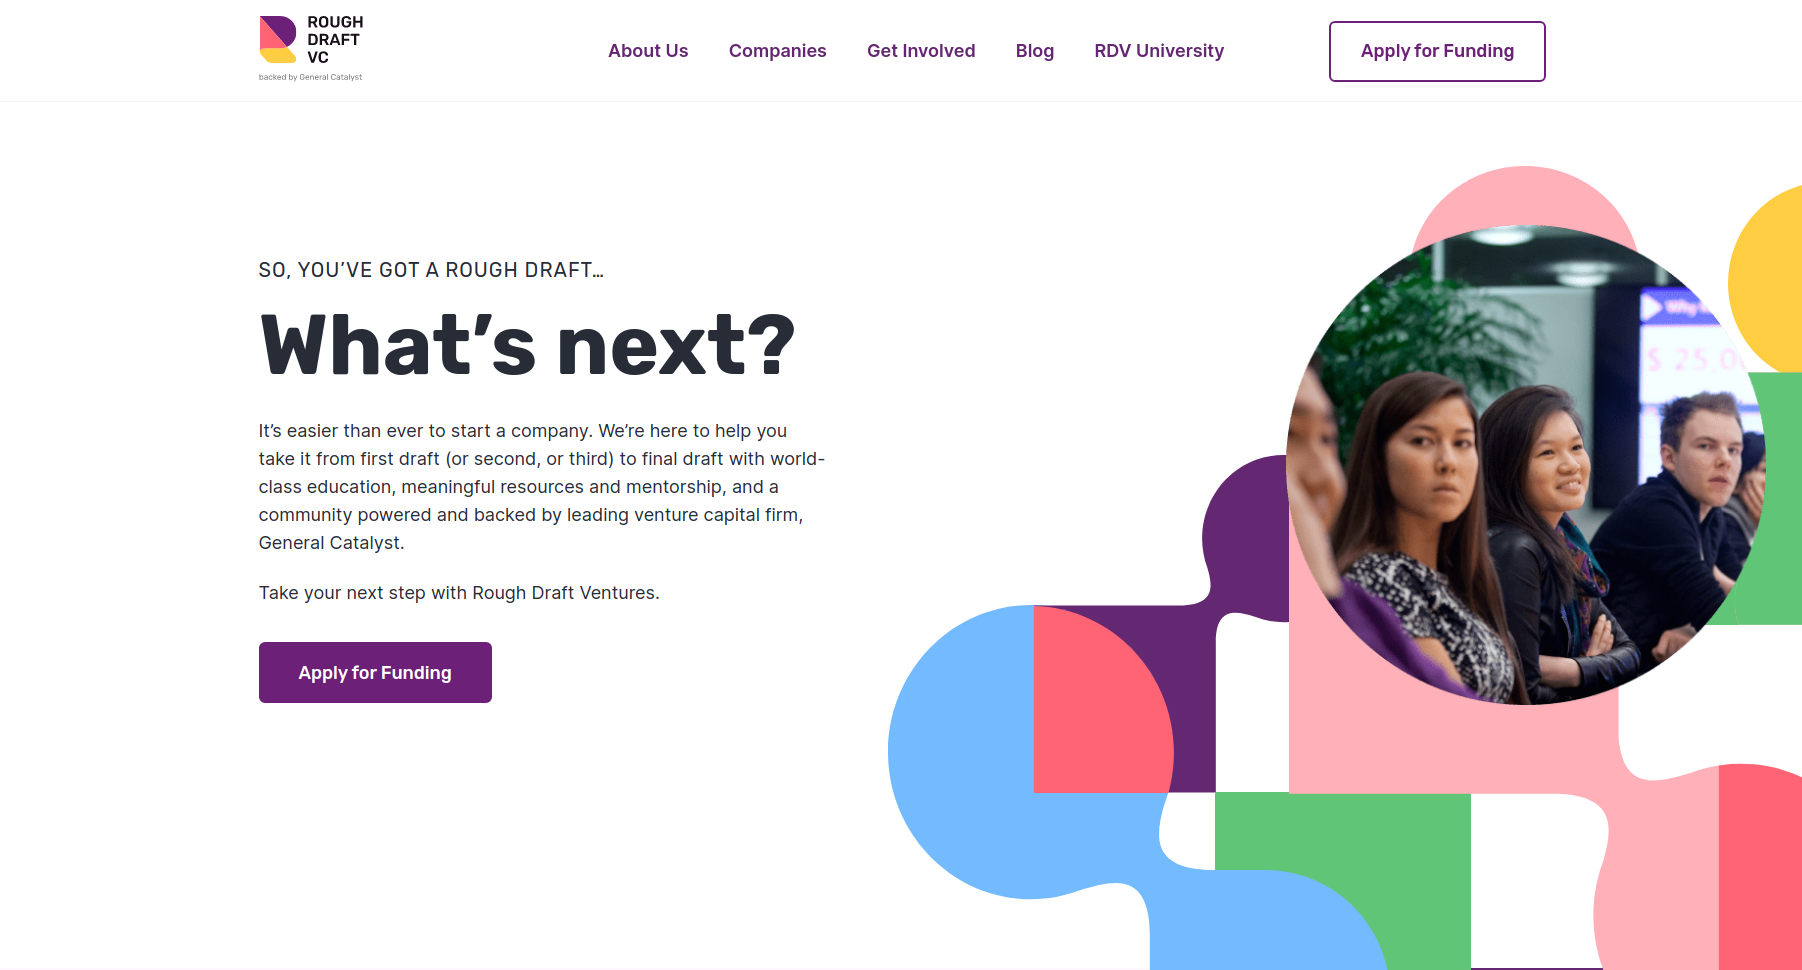 ROUGH
DRAFT
VC
backed by General Catalyst
About Us
Companies
Get Involved
Blog
RDV University
Apply for Funding
SO, YOU’VE GOT A ROUGH DRAFT…
What’s next?
It’s easier than ever to start a company. We’re here to help you
take it from first draft (or second, or third) to final draft with world-
class education, meaningful resources and mentorship, and a
community powered and backed by leading venture capital firm,
General Catalyst.
Take your next step with Rough Draft Ventures.
Apply for Funding
Why
$ 25.0